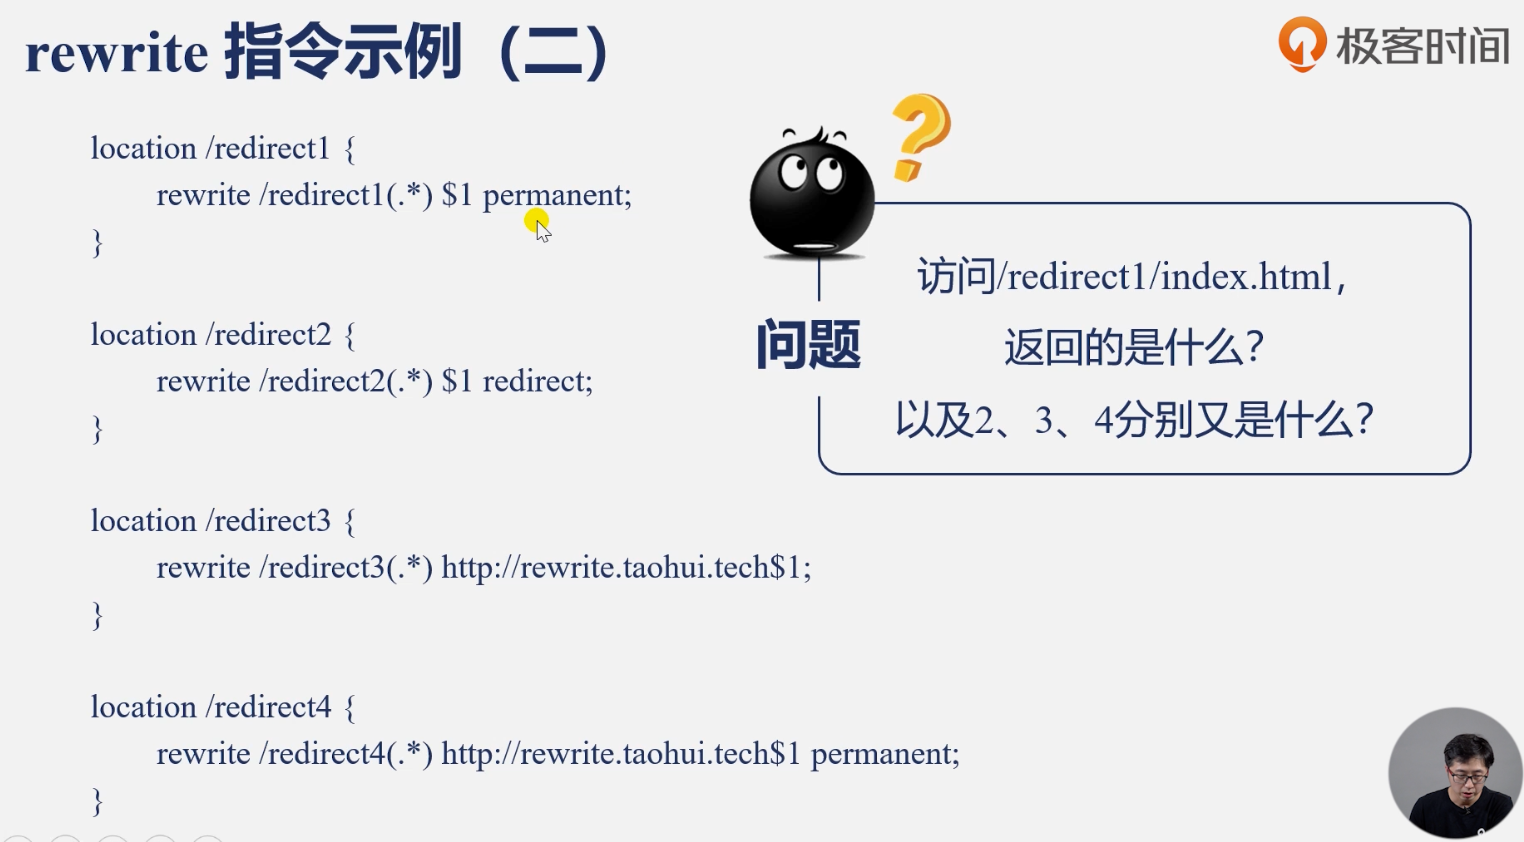 rewrite 指令示例（二）
极客时间
location /redirect1 {
rewrite /redirect1(.*) $1 permanent;
}
location /redirect2 {
rewrite /redirect2(.*) $1 redirect;
}
location /redirect3 {
rewrite /redirect3(.*) http://rewrite.taohui.tech$1;
}
location /redirect4 {
rewrite /redirect4(.*) http://rewrite.taohui.tech$1 permanent;
}
问题
访问/redirect1/index.html，
返回的是什么？
以及2、3、4分别又是什么？